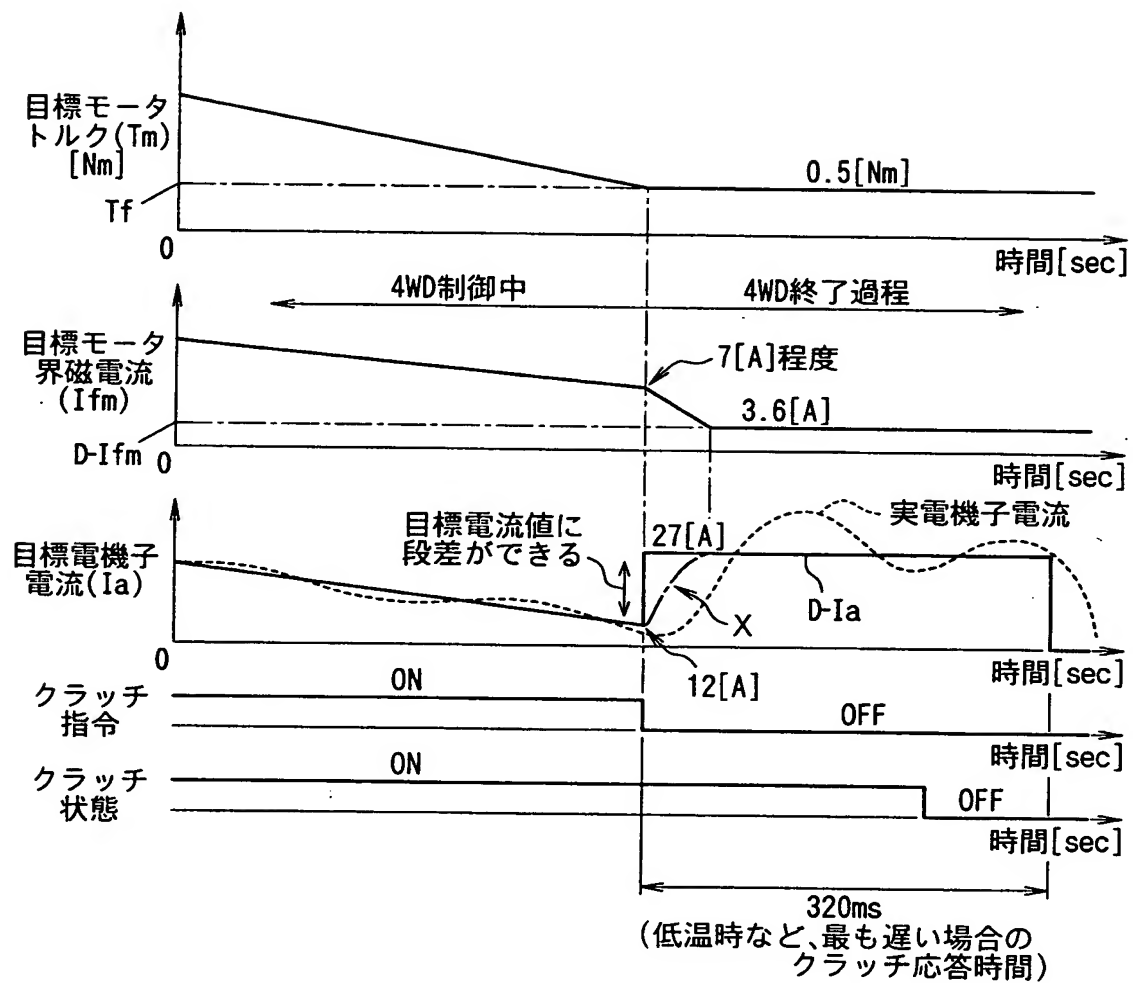 目標モータ
トルク(Tm)
[Nm]
Tf
0
0.5[Nm]
時間[sec]
4WD制御中
4WD終了過程
目標モータ
界磁電流
(Ifm)
D-Ifm
0
7[A]程度
3.6[A]
時間[sec]
目標電機子
電流(Ia)
0
目標電流値に
段差ができる
27[A]
実電機子電流
D-Ia
X
12[A]
時間[sec]
クラッチ
指令
ON
OFF
時間[sec]
クラッチ
状態
ON
OFF
時間[sec]
320ms
(低温時など、最も遅い場合の
クラッチ応答時間)